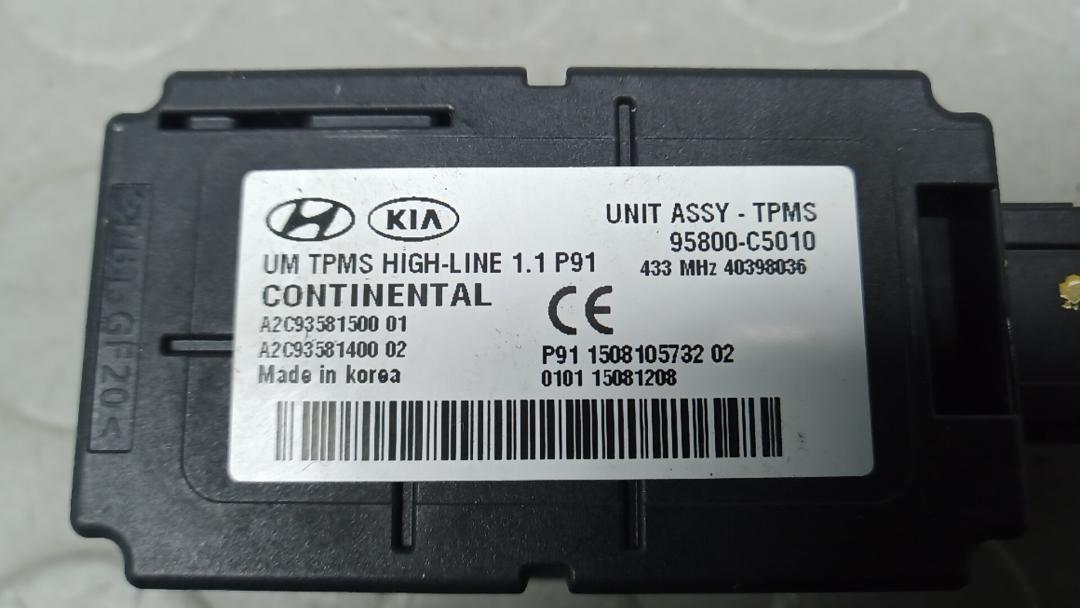 KIA
UNIT ASSY - TPMS
95800-C5010
UM TPMS HIGH-LINE 1.1 P91
433 MHz 40398036
CONTINENTAL
CE
A2C93581500 01
A2C93581400 02
P91 1508105732 02
Made in korea
0101 15081208
GF20<